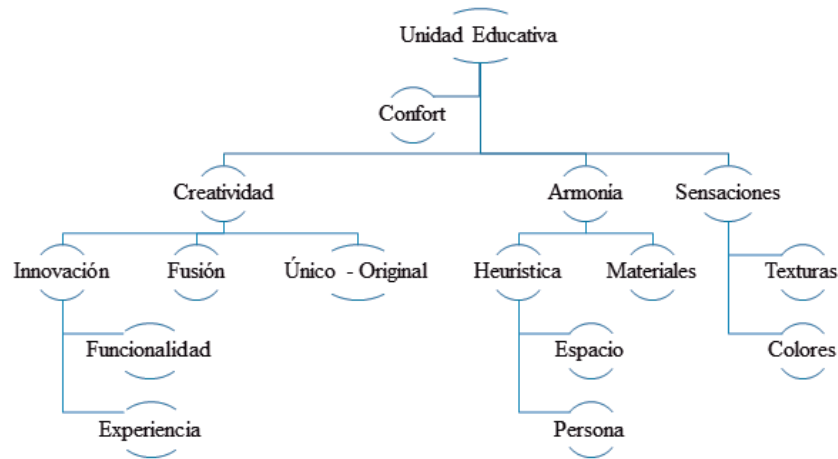 Unidad Educativa
Confort
Creatividad
Armonía
Sensaciones
Innovación
Fusión
Único - Original
Heurística
Materiales
Texturas
Funcionalidad
Espacio
Colores
Experiencia
Persona